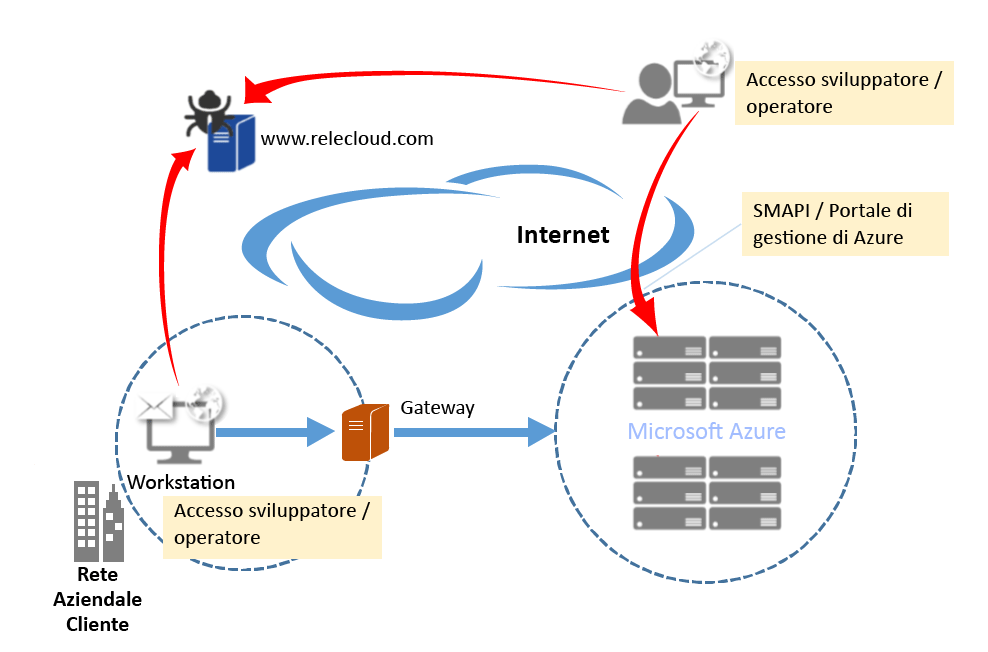 Accesso sviluppatore /
operatore
www.relecloud.com
SMAPI / Portale di
gestione di Azure
Internet
Gateway
Microsoft Azure
Workstation
Accesso sviluppatore /
operatore
Rete
Aziendale
Cliente